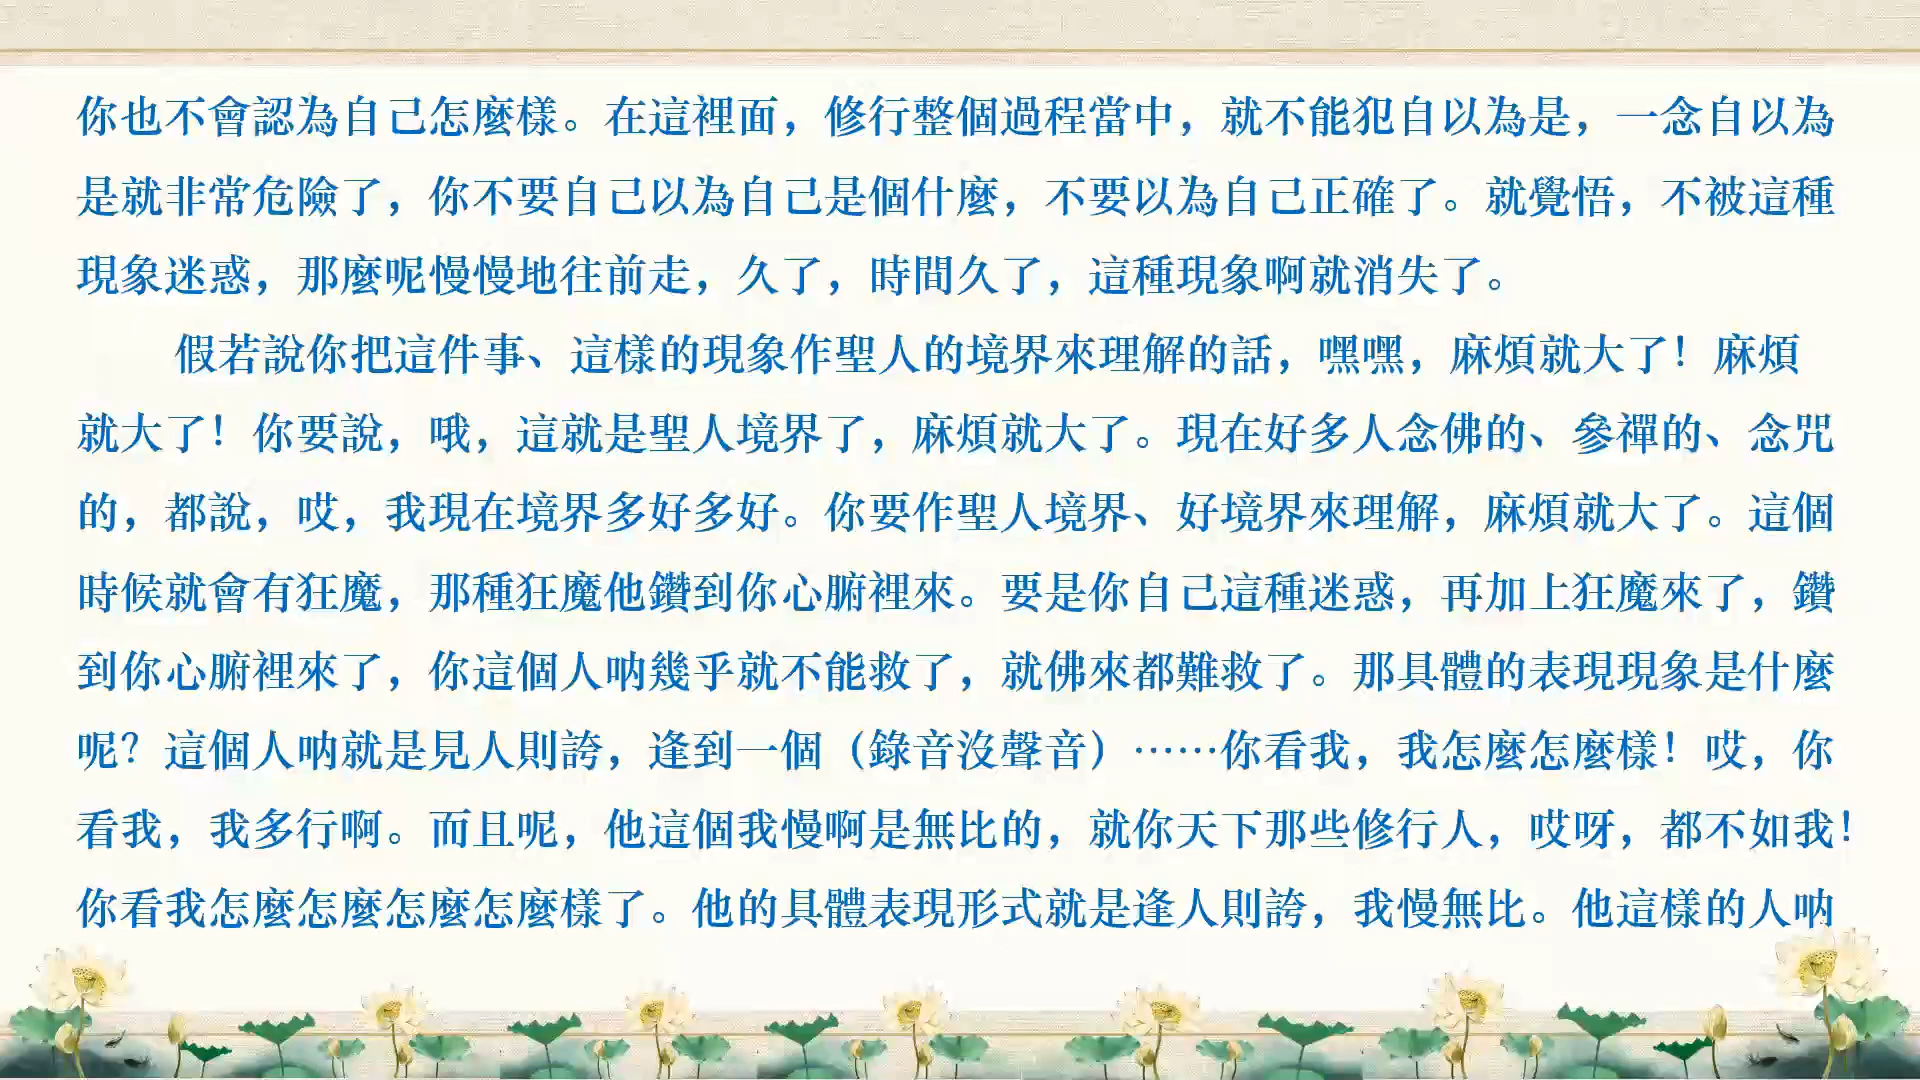 你也不會認為自己怎麼樣。在這裡面，修行整個過程當中，就不能犯自以為是，一念自以為
是就非常危險了，你不要自己以為自己是個什麼，不要以為自己正確了。就覺悟，不被這種
現象迷惑，那麼呢慢慢地往前走，久了，時間久了，這種現象啊就消失了。
假若說你把這件事、這樣的現象作聖人的境界來理解的話，嘿嘿，麻煩就大了！麻煩
就大了！你要說，哦，這就是聖人境界了，麻煩就大了。現在好多人念佛的、參禪的、念咒
的，都說，哎，我現在境界多好多好。你要作聖人境界、好境界來理解，麻煩就大了。這個
時候就會有狂魔，那種狂魔他鑽到你心腑裡來。要是你自己這種迷惑，再加上狂魔來了，鑽
到你心腑裡來了，你這個人呐幾乎就不能救了，就佛來都難救了。那具體的表現現象是什麼
呢？這個人呐就是見人則誇，逢到一個（錄音沒聲音）……你看我，我怎麼怎麼樣！哎，你
看我，我多行啊。而且呢，他這個我慢啊是無比的，就你天下那些修行人，哎呀，都不如我！
你看我怎麼怎麼怎麼怎麼樣了。他的具體表現形式就是逢人則誇，我慢無比。他這樣的人呐